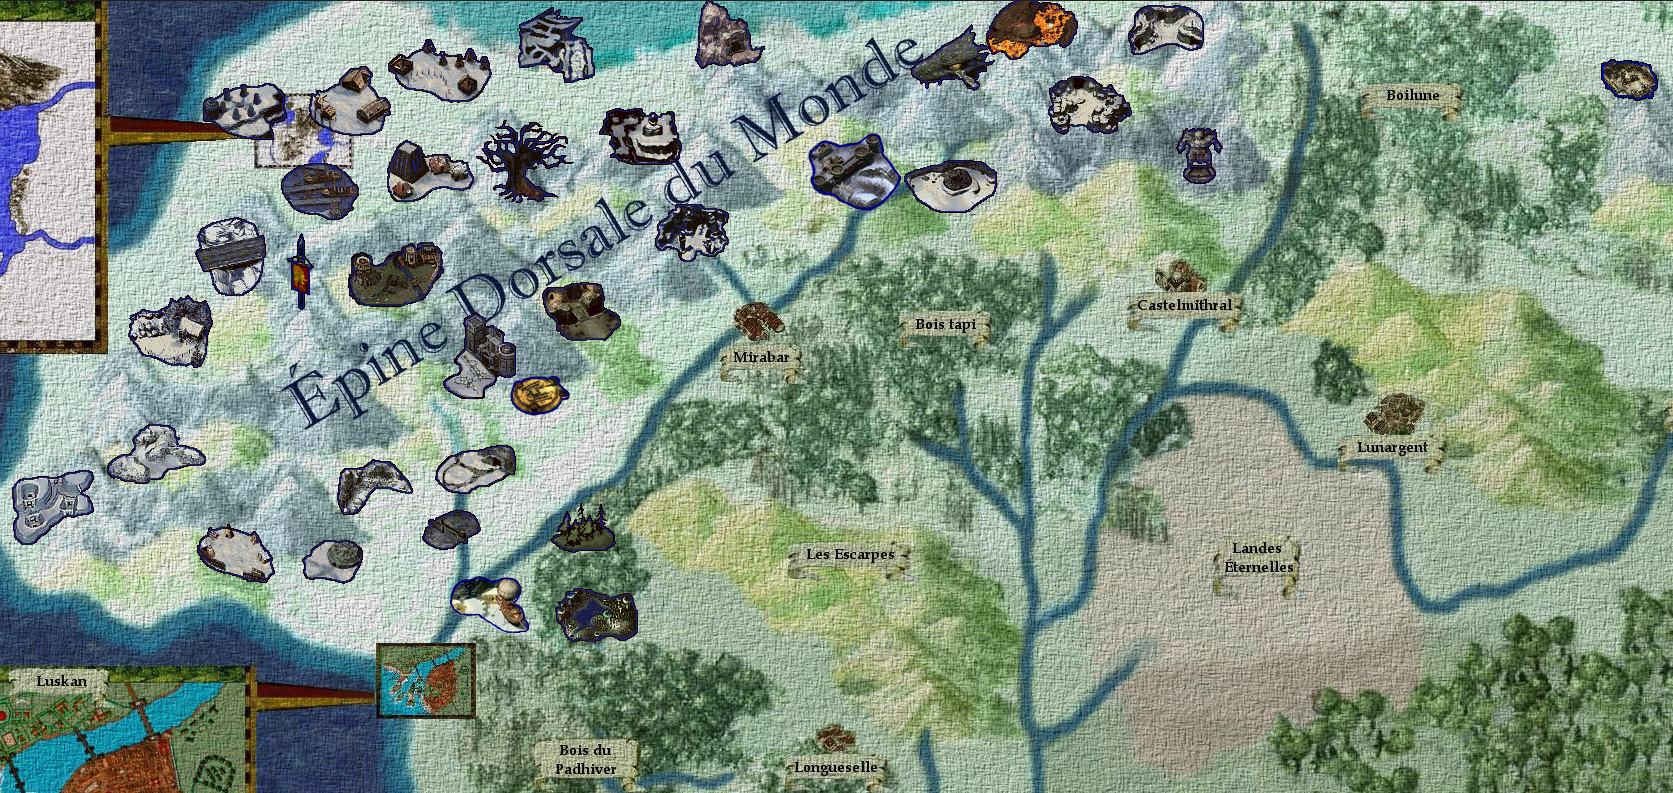 Épine Dorsale du Monde
Boilune
Castelmithral
Bois tapi
Mirabar
Lunargent
Les Escarpes
Landes
Éternelles
Luskan
Bois du
Padhiver
Longueselle